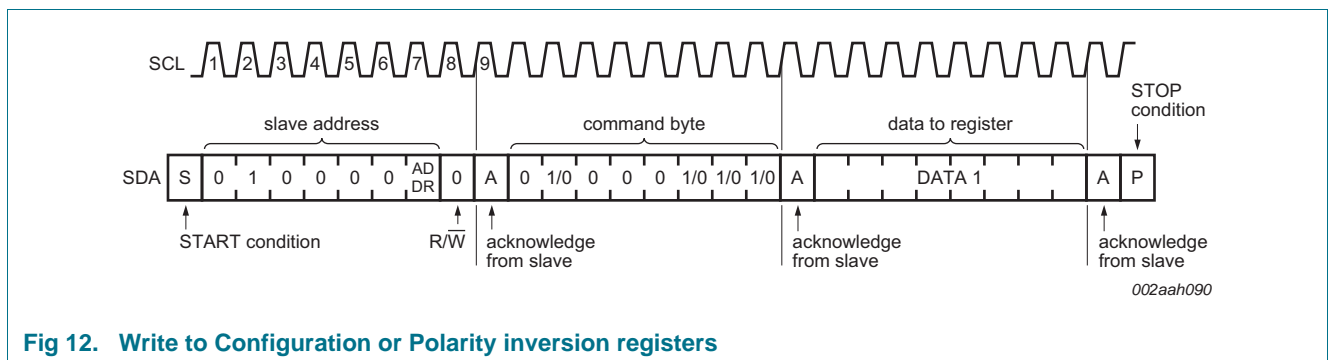 SCL 1 2 3 4 5 6 7 8 9
STOP
condition
slave address command byte data to register
SDA S 0 1 0 0 0 0 AD DR 0 A 0 1/0 0 0 0 1/0 1/0 1/0 A DATA 1 A P
START condition R/W̅ acknowledge from slave acknowledge from slave acknowledge from slave
002aah090
Fig 12. Write to Configuration or Polarity inversion registers